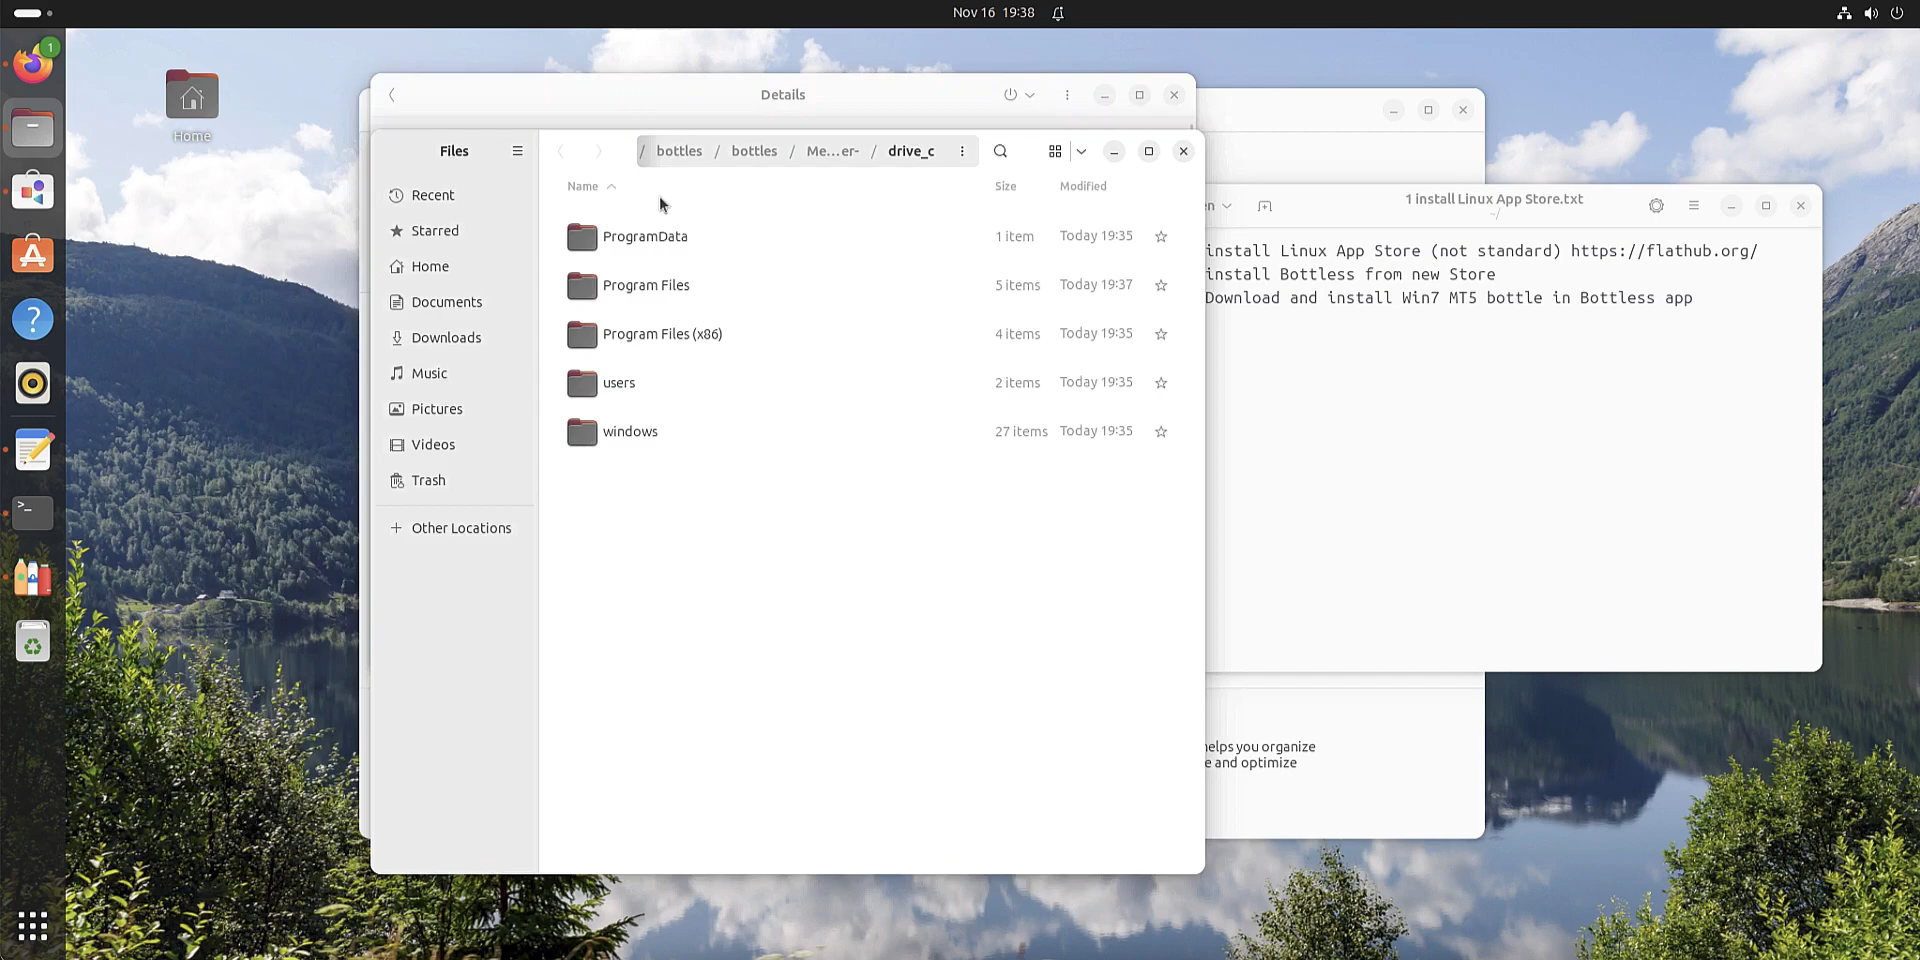 Nov 16 19:38
1
Home
Details
Files
/ bottles / bottles / Me...er- / drive_c
Name Size Modified
Recent
Starred
Home
Documents
Downloads
Music
Pictures
Videos
Trash
Other Locations
ProgramData 1 item Today 19:35
Program Files 5 items Today 19:37
Program Files (x86) 4 items Today 19:35
users 2 items Today 19:35
windows 27 items Today 19:35
1 install Linux App Store.txt
~/
install Linux App Store (not standard) https://flathub.org/
install Bottless from new Store
Download and install Win7 MT5 bottle in Bottless app
you organize
and optimize